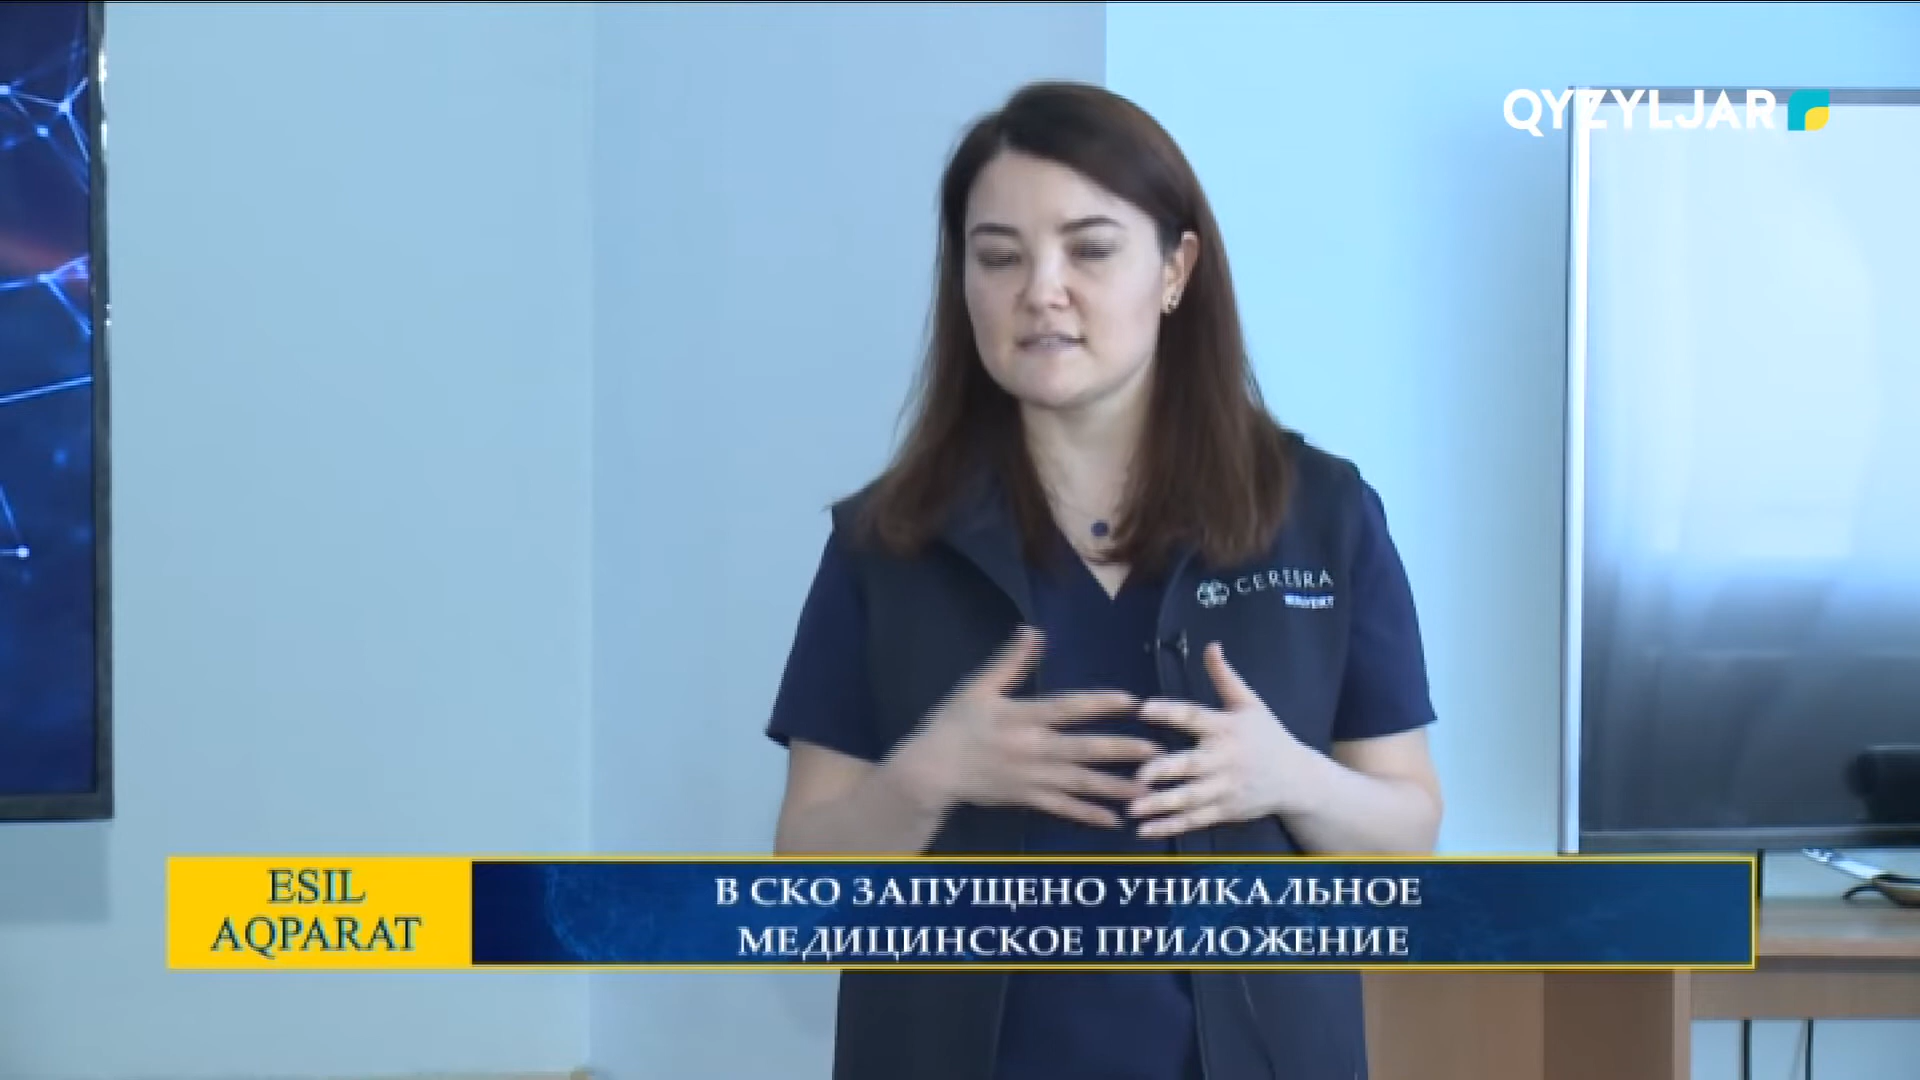 QYZYLJAR
CEREBRA
ESIL
AQPARAT
В СКО ЗАПУЩЕНО УНИКАЛЬНОЕ
МЕДИЦИНСКОЕ ПРИЛОЖЕНИЕ